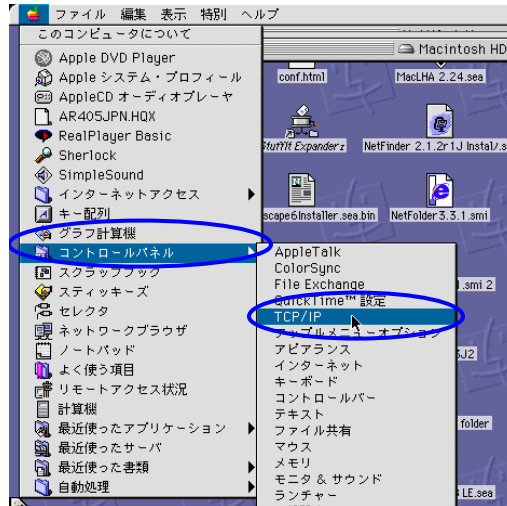 ファイル 編集 表示 特別 ヘルプ
このコンピュータについて
Apple DVD Player
Apple システム・プロフィール
AppleCD オーディオプレーヤ
AR405JPN.HQX
RealPlayer Basic
Sherlock
SimpleSound
インターネットアクセス
キー配列
グラフ計算機
コントロールパネル
スクラップブック
スティッキーズ
セレクタ
ネットワークブラウザ
ノートパッド
よく使う項目
リモートアクセス状況
計算機
最近使ったアプリケーション
最近使ったサーバ
最近使った書類
自動処理
AppleTalk
ColorSync
File Exchange
QuickTime™ 設定
TCP/IP
アップルメニューオプション
アピアランス
インターネット
キーボード
コントロールバー
テキスト
ファイル共有
マウス
メモリ
モニタ & サウンド
ランチャー
Macintosh HD
conf.html
MacLHA 2.24.sea
StuffIt Expander
NetFinder 2.1.2r1J Instal
scape6Installer.sea.bin
NetFolder3.3.1.smi
.smi 2
SJ2
folder
LE.sea